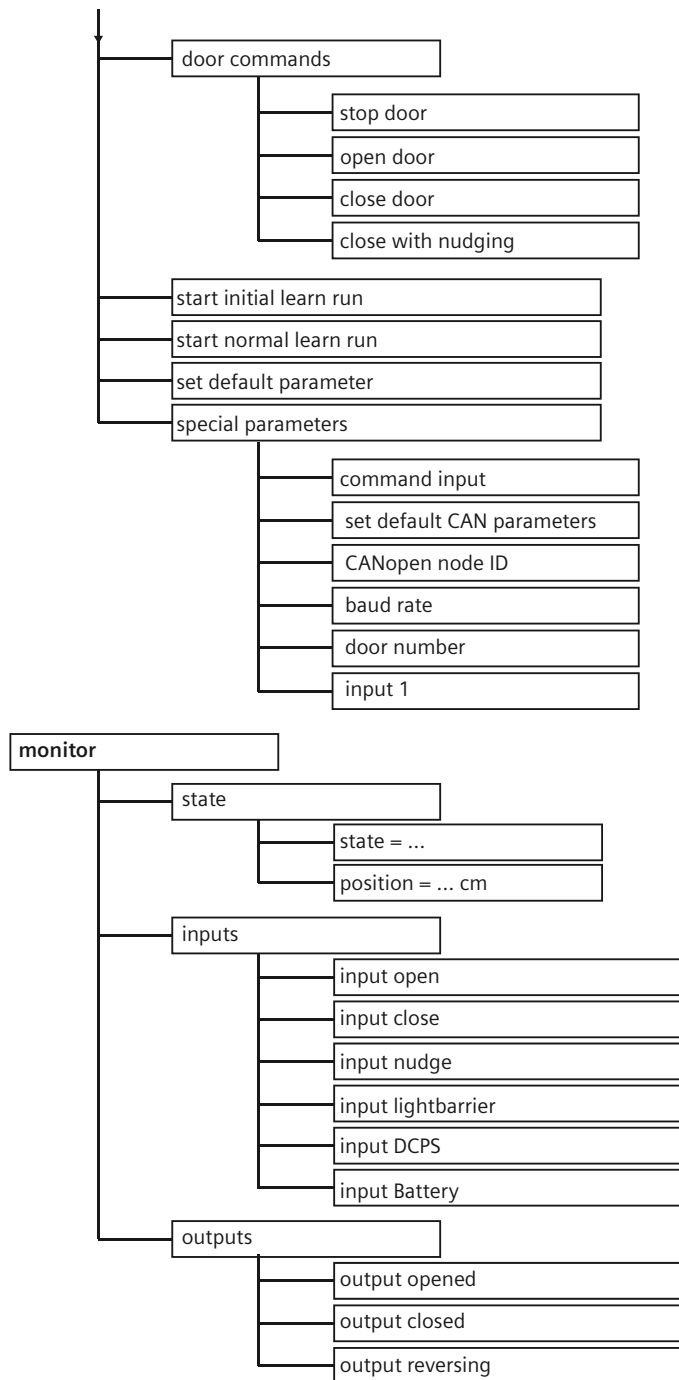 door commands
stop door
open door
close door
close with nudging
start initial learn run
start normal learn run
set default parameter
special parameters
command input
set default CAN parameters
CANopen node ID
baud rate
door number
input 1
monitor
state
state = ...
position = ... cm
inputs
input open
input close
input nudge
input lightbarrier
input DCPS
input Battery
outputs
output opened
output closed
output reversing